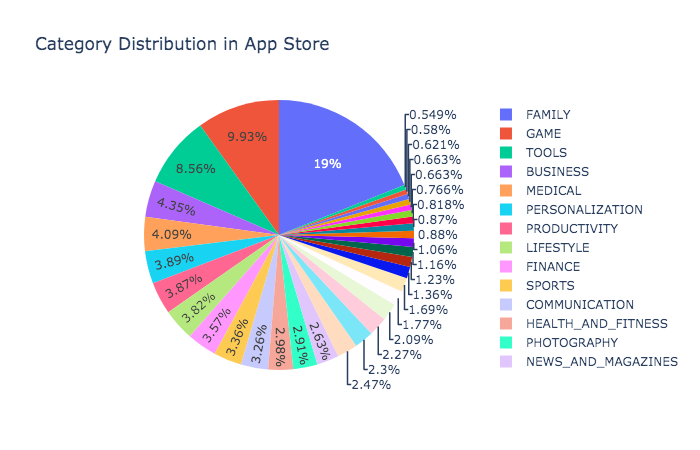 Category Distribution in App Store
19%
9.93%
8.56%
4.35%
4.09%
3.89%
3.87%
3.82%
3.57%
3.36%
3.26%
2.98%
2.91%
2.63%
2.47%
2.3%
2.27%
2.09%
1.77%
1.69%
1.36%
1.23%
1.16%
1.06%
0.88%
0.87%
0.818%
0.766%
0.663%
0.663%
0.621%
0.58%
0.549%
FAMILY
GAME
TOOLS
BUSINESS
MEDICAL
PERSONALIZATION
PRODUCTIVITY
LIFESTYLE
FINANCE
SPORTS
COMMUNICATION
HEALTH_AND_FITNESS
PHOTOGRAPHY
NEWS_AND_MAGAZINES